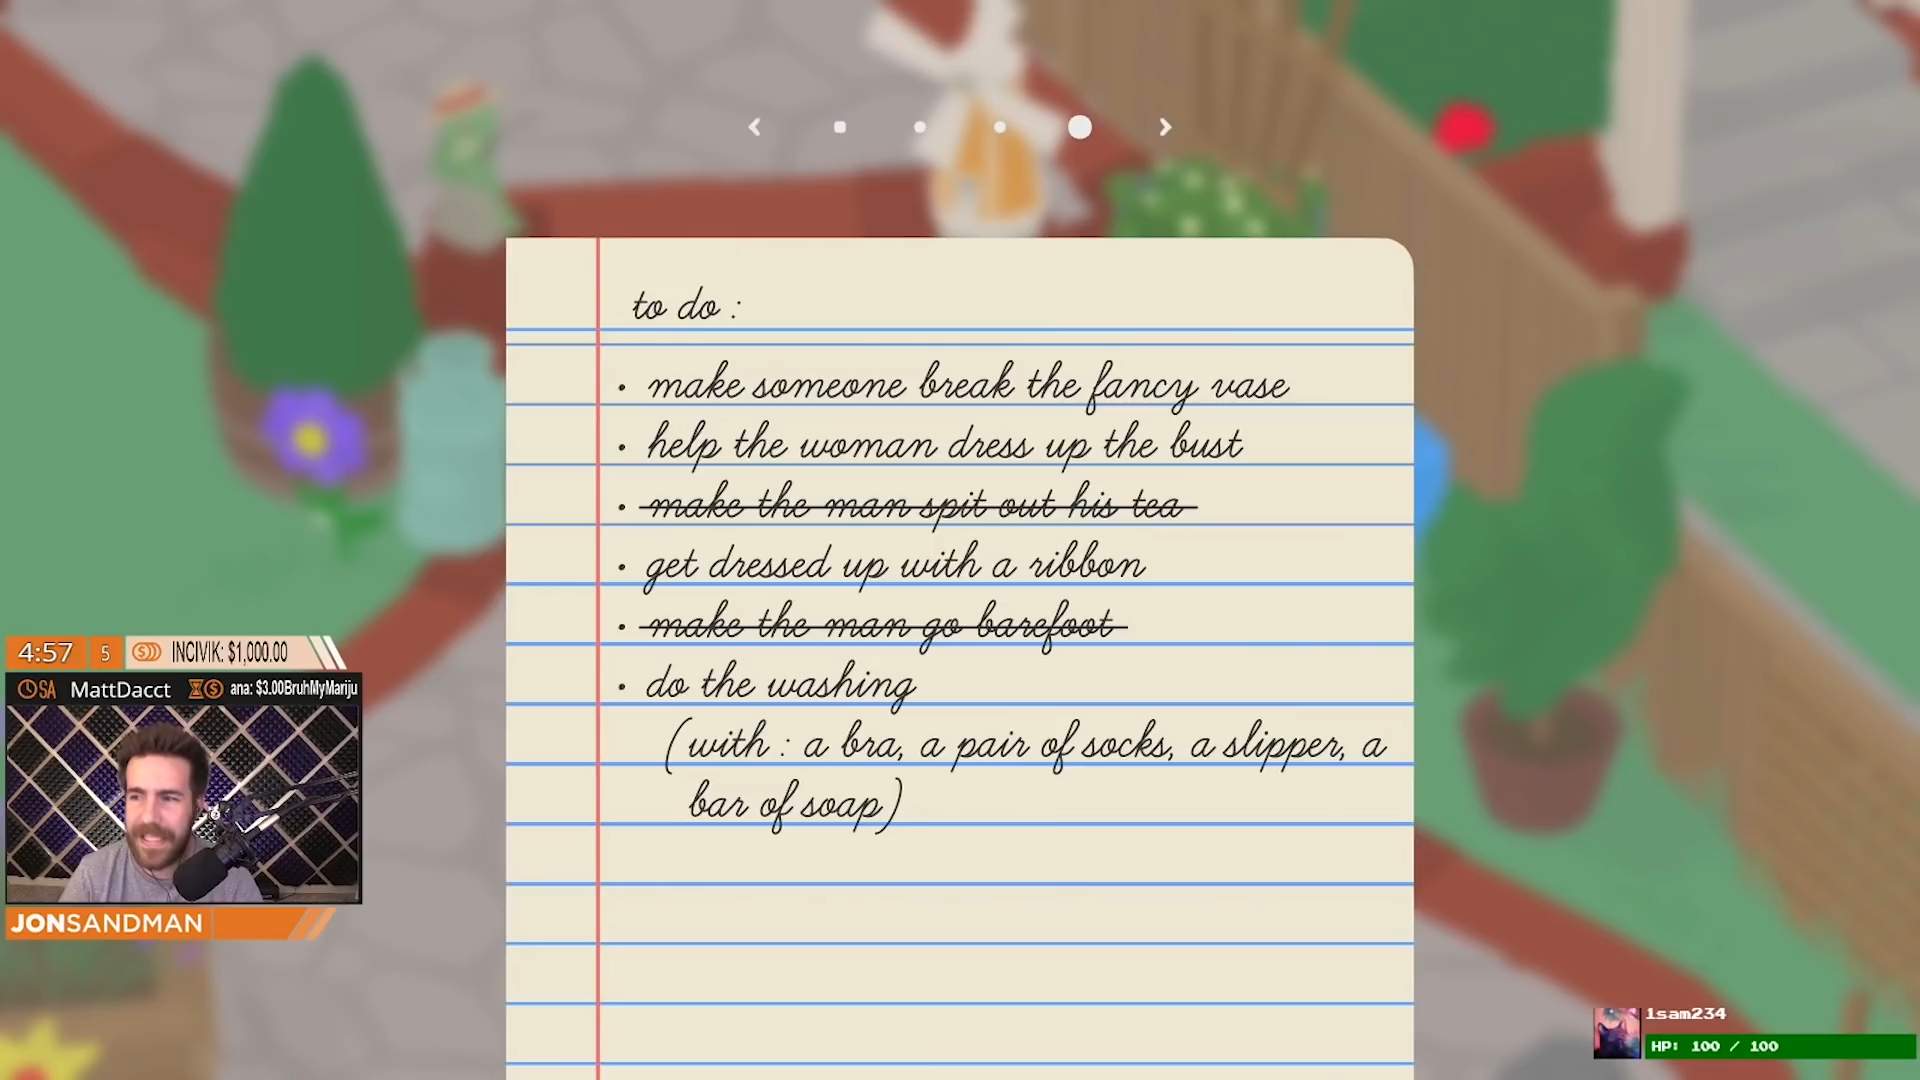 to do :
• make someone break the fancy vase
• help the woman dress up the bust
• make the man spit out his tea
• get dressed up with a ribbon
• make the man go barefoot
• do the washing
(with : a bra, a pair of socks, a slipper, a
bar of soap)
4:57 5 INCIVIK: $1,000.00
SA MattDacct ana: $3.00BruhMyMariju
JONSANDMAN
1sam234
HP: 100 / 100